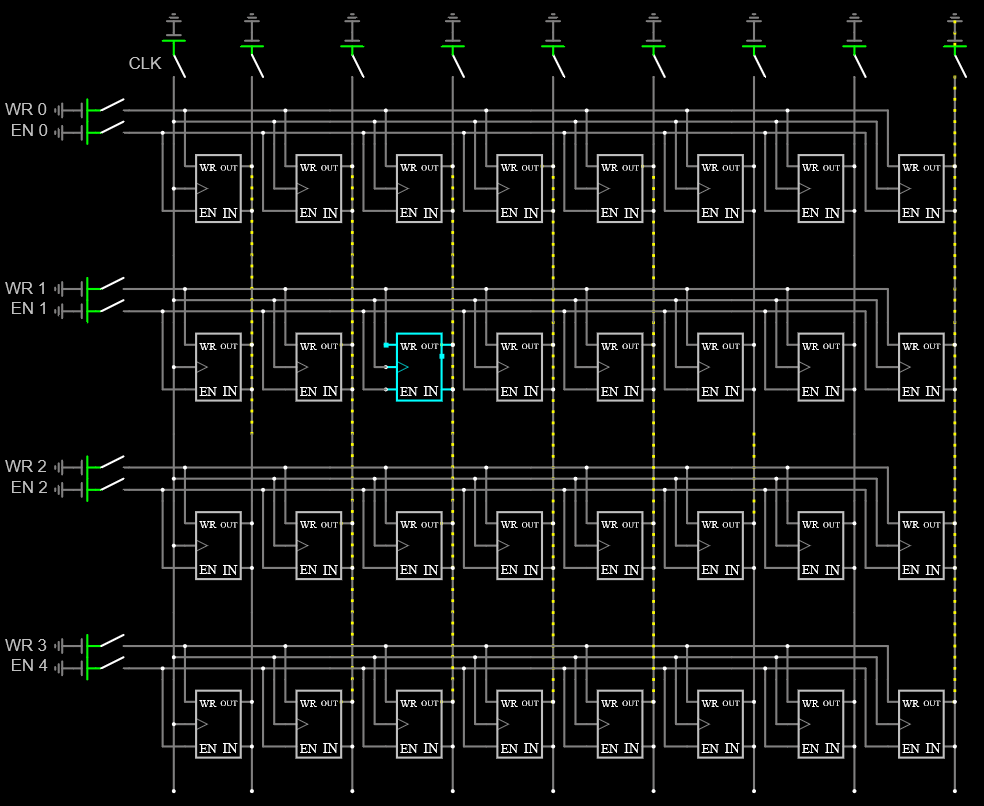 CLK
WR 0
EN 0
WR OUT WR OUT WR OUT WR OUT WR OUT WR OUT WR OUT WR OUT
EN IN EN IN EN IN EN IN EN IN EN IN EN IN EN IN
WR 1
EN 1
WR OUT WR OUT WR OUT WR OUT WR OUT WR OUT WR OUT WR OUT
EN IN EN IN EN IN EN IN EN IN EN IN EN IN EN IN
WR 2
EN 2
WR OUT WR OUT WR OUT WR OUT WR OUT WR OUT WR OUT WR OUT
EN IN EN IN EN IN EN IN EN IN EN IN EN IN EN IN
WR 3
EN 4
WR OUT WR OUT WR OUT WR OUT WR OUT WR OUT WR OUT WR OUT
EN IN EN IN EN IN EN IN EN IN EN IN EN IN EN IN